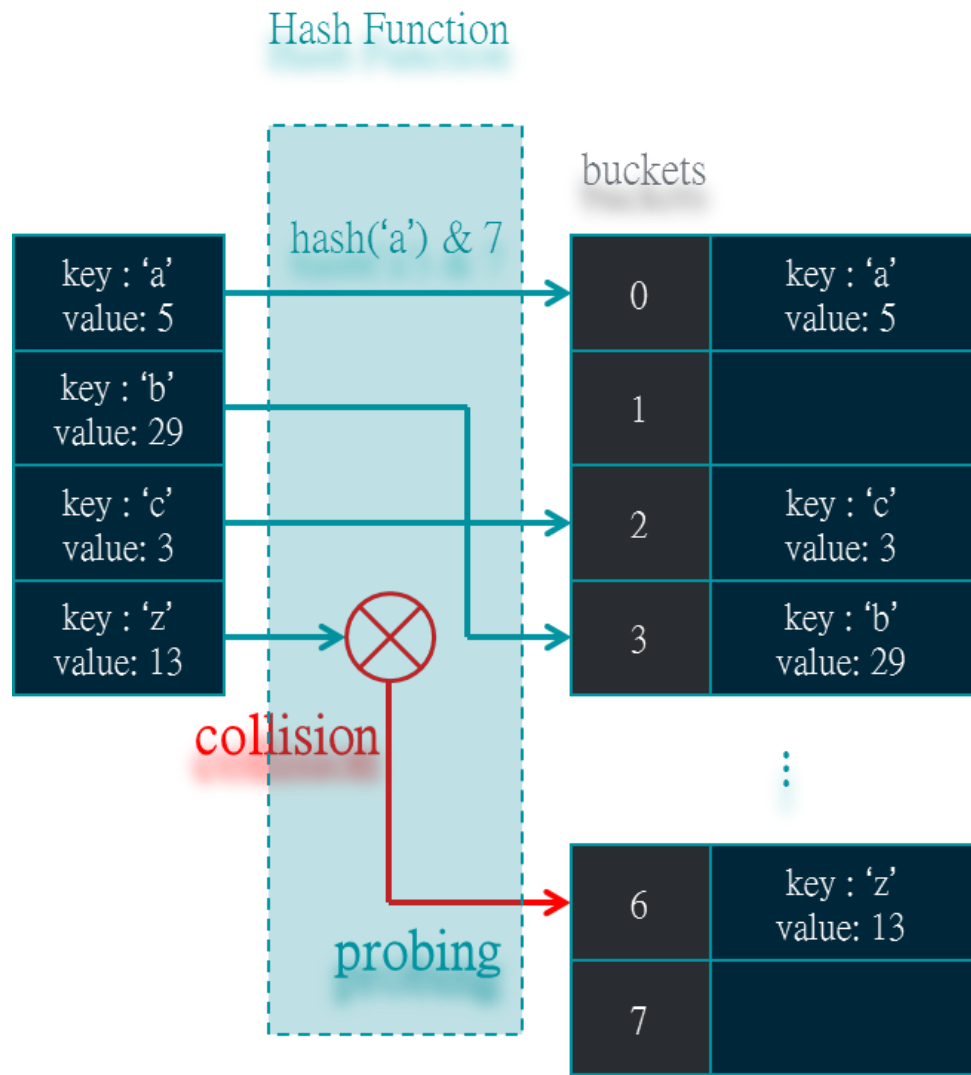 Hash Function
buckets
hash(‘a’) & 7
key : ‘a’
value: 5
key : ‘b’
value: 29
key : ‘c’
value: 3
key : ‘z’
value: 13
collision
probing
0
key : ‘a’
value: 5
1
2
key : ‘c’
value: 3
3
key : ‘b’
value: 29
⋮
6
key : ‘z’
value: 13
7